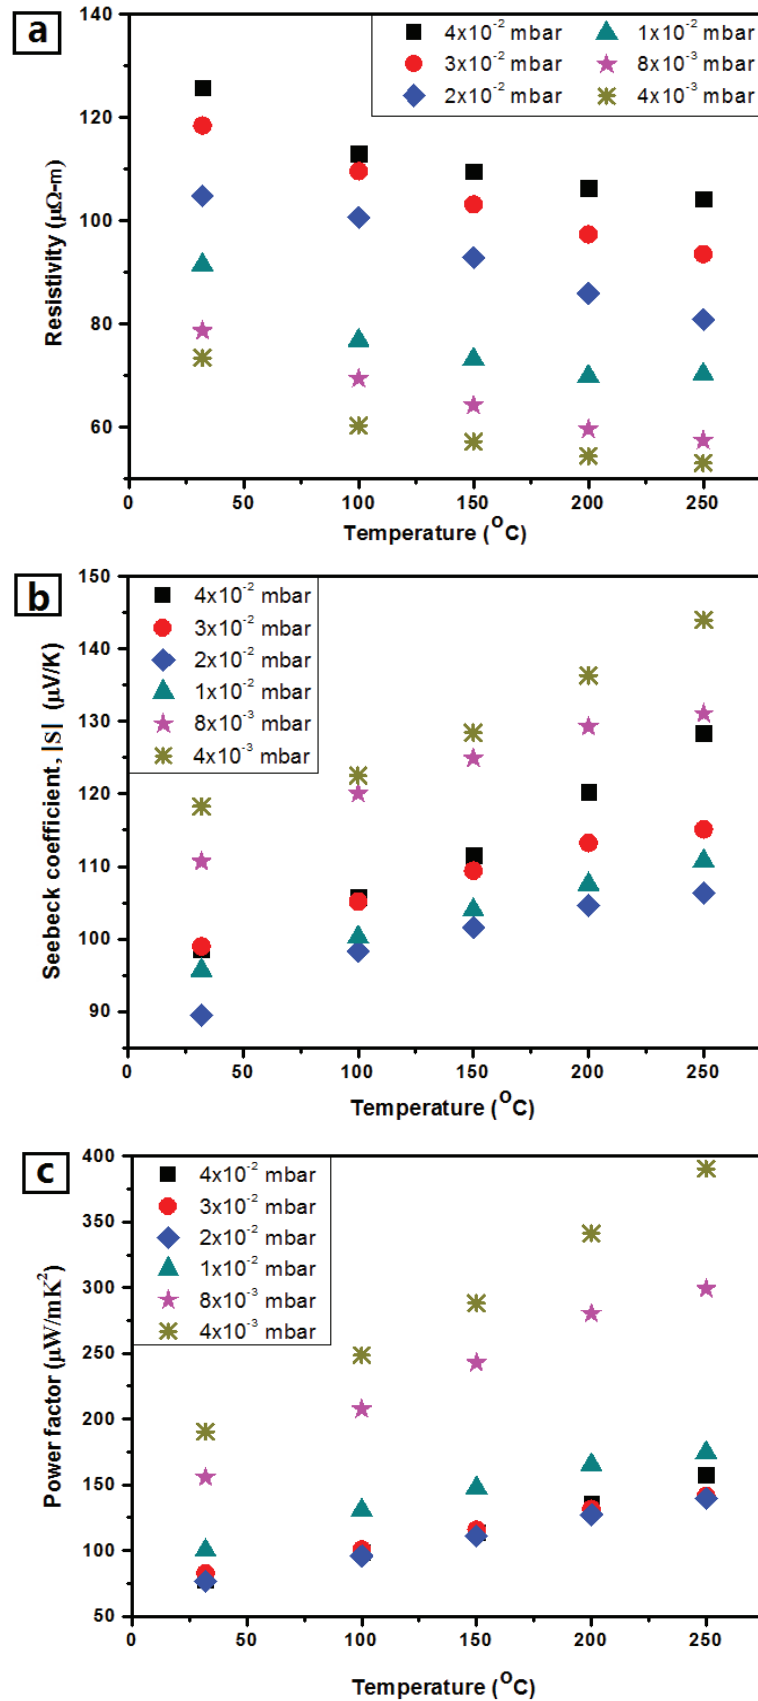 a
140
120
100
80
60
Resistivity (μΩ-m)
4x10⁻² mbar
3x10⁻² mbar
2x10⁻² mbar
1x10⁻² mbar
8x10⁻³ mbar
4x10⁻³ mbar
0 50 100 150 200 250
Temperature (⁰C)
b
150
140
130
120
110
100
90
Seebeck coefficient, |S| (μV/K)
4x10⁻² mbar
3x10⁻² mbar
2x10⁻² mbar
1x10⁻² mbar
8x10⁻³ mbar
4x10⁻³ mbar
0 50 100 150 200 250
Temperature (⁰C)
c
400
350
300
250
200
150
100
50
Power factor (μW/mK²)
4x10⁻² mbar
3x10⁻² mbar
2x10⁻² mbar
1x10⁻² mbar
8x10⁻³ mbar
4x10⁻³ mbar
0 50 100 150 200 250
Temperature (⁰C)